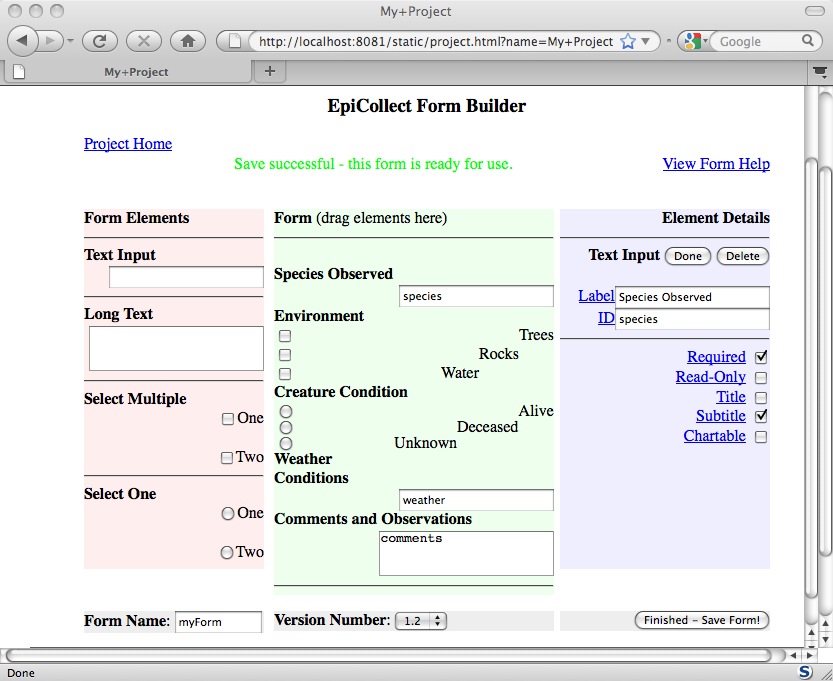 My+Project
http://localhost:8081/static/project.html?name=My+Project
Google
My+Project
EpiCollect Form Builder
Project Home
Save successful - this form is ready for use.
View Form Help
Form Elements
Text Input
Long Text
Select Multiple
One
Two
Select One
One
Two
Form (drag elements here)
Species Observed
species
Environment
Trees
Rocks
Water
Creature Condition
Alive
Deceased
Unknown
Weather
Conditions
weather
Comments and Observations
comments
Element Details
Text Input Done Delete
Label Species Observed
ID species
Required
Read-Only
Title
Subtitle
Chartable
Form Name: myForm
Version Number: 1.2
Finished - Save Form!
Done
S